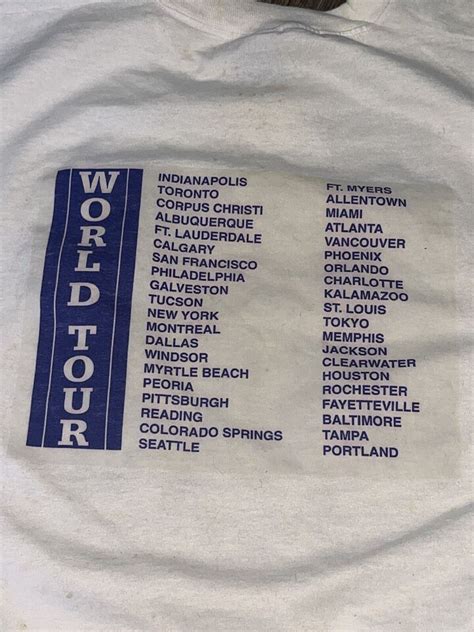 WORLD TOUR
INDIANAPOLIS
TORONTO
CORPUS CHRISTI
ALBUQUERQUE
FT. LAUDERDALE
CALGARY
SAN FRANCISCO
PHILADELPHIA
GALVESTON
TUCSON
NEW YORK
MONTREAL
DALLAS
WINDSOR
MYRTLE BEACH
PEORIA
PITTSBURGH
READING
COLORADO SPRINGS
SEATTLE
FT. MYERS
ALLENTOWN
MIAMI
ATLANTA
VANCOUVER
PHOENIX
ORLANDO
CHARLOTTE
KALAMAZOO
ST. LOUIS
TOKYO
MEMPHIS
JACKSON
CLEARWATER
HOUSTON
ROCHESTER
FAYETTEVILLE
BALTIMORE
TAMPA
PORTLAND